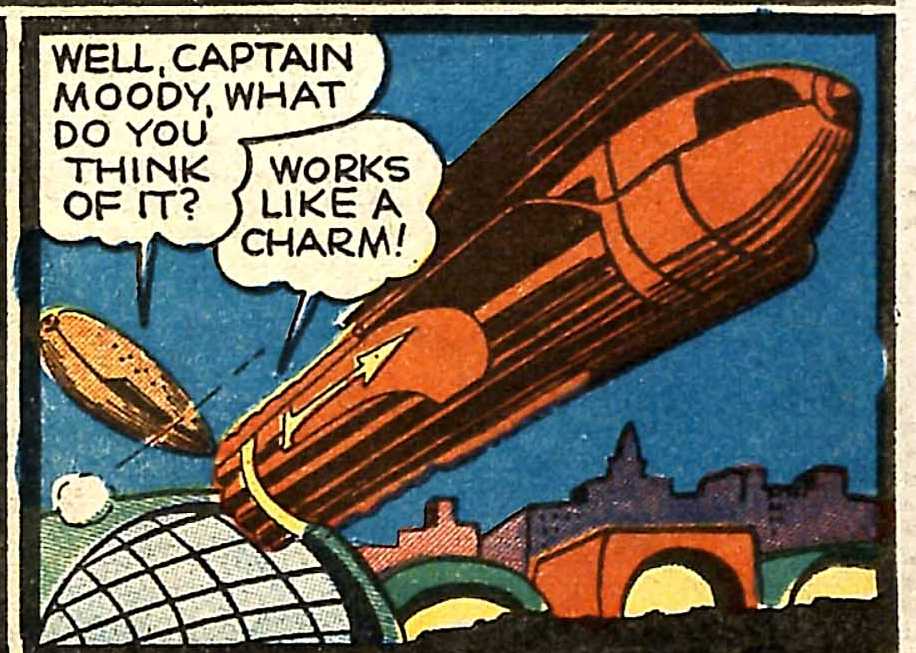 WELL, CAPTAIN
MOODY, WHAT
DO YOU
THINK
OF IT?
WORKS
LIKE A
CHARM!